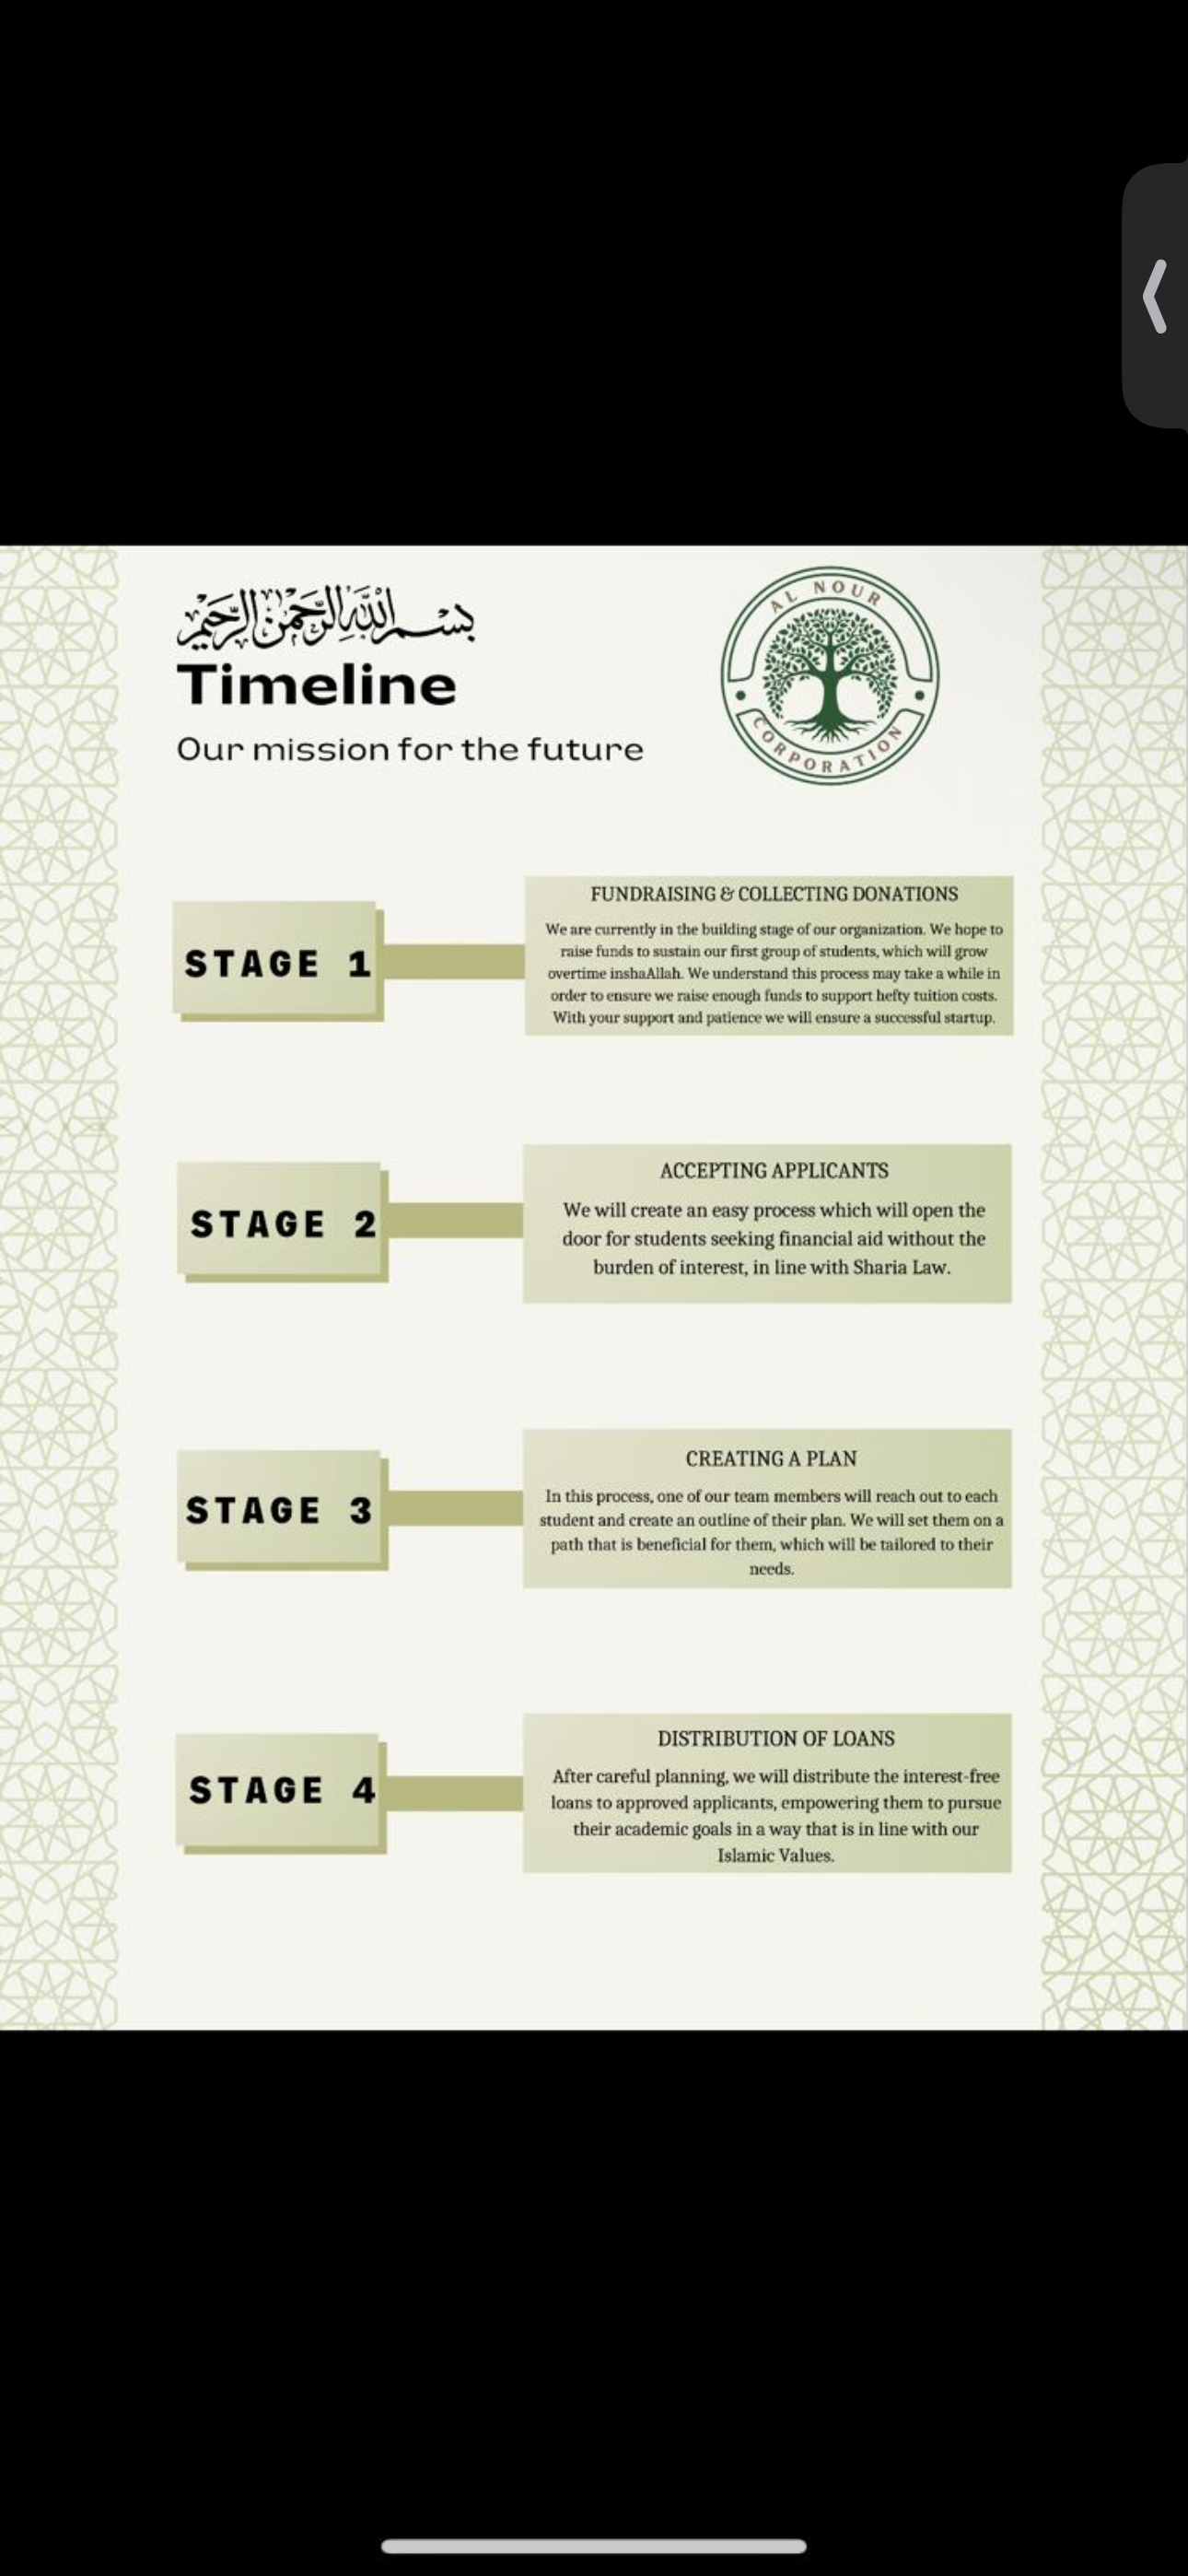 بسم الله الرحمن الرحيم
Timeline
Our mission for the future
AL NOUR
CORPORATION
STAGE 1
FUNDRAISING & COLLECTING DONATIONS
We are currently in the building stage of our organization. We hope to
raise funds to sustain our first group of students, which will grow
overtime inshaAllah. We understand this process may take a while in
order to ensure we raise enough funds to support hefty tuition costs.
With your support and patience we will ensure a successful startup.
STAGE 2
ACCEPTING APPLICANTS
We will create an easy process which will open the
door for students seeking financial aid without the
burden of interest, in line with Sharia Law.
STAGE 3
CREATING A PLAN
In this process, one of our team members will reach out to each
student and create an outline of their plan. We will set them on a
path that is beneficial for them, which will be tailored to their
needs.
STAGE 4
DISTRIBUTION OF LOANS
After careful planning, we will distribute the interest-free
loans to approved applicants, empowering them to pursue
their academic goals in a way that is in line with our
Islamic Values.